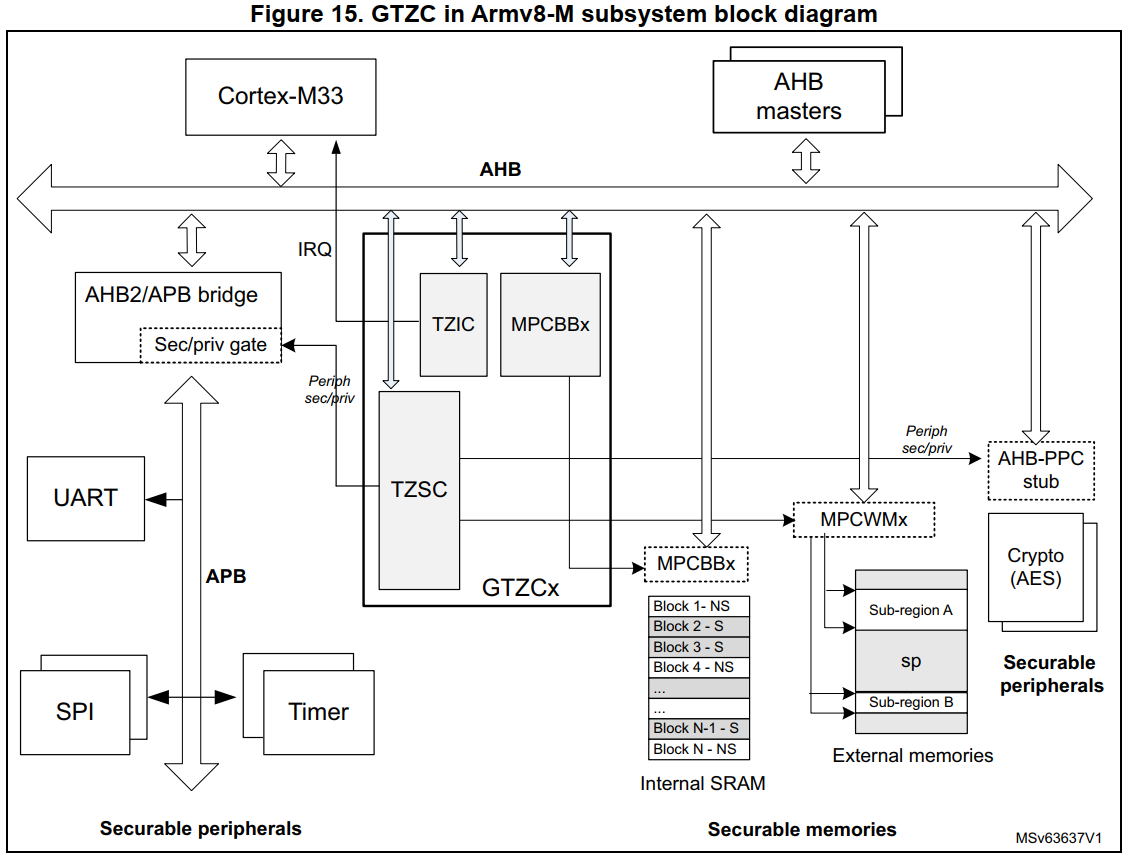 Figure 15. GTZC in Armv8-M subsystem block diagram
Cortex-M33
AHB
masters
AHB
IRQ
AHB2/APB bridge
Sec/priv gate
TZIC
MPCBBx
Periph
sec/priv
TZSC
GTZCx
Periph
sec/priv
AHB-PPC
stub
MPCWMx
MPCBBx
UART
APB
SPI
Timer
Block 1- NS
Block 2 - S
Block 3 - S
Block 4 - NS
...
...
Block N-1 - S
Block N - NS
Internal SRAM
Sub-region A
sp
Sub-region B
External memories
Crypto
(AES)
Securable
peripherals
Securable peripherals
Securable memories
MSv63637V1